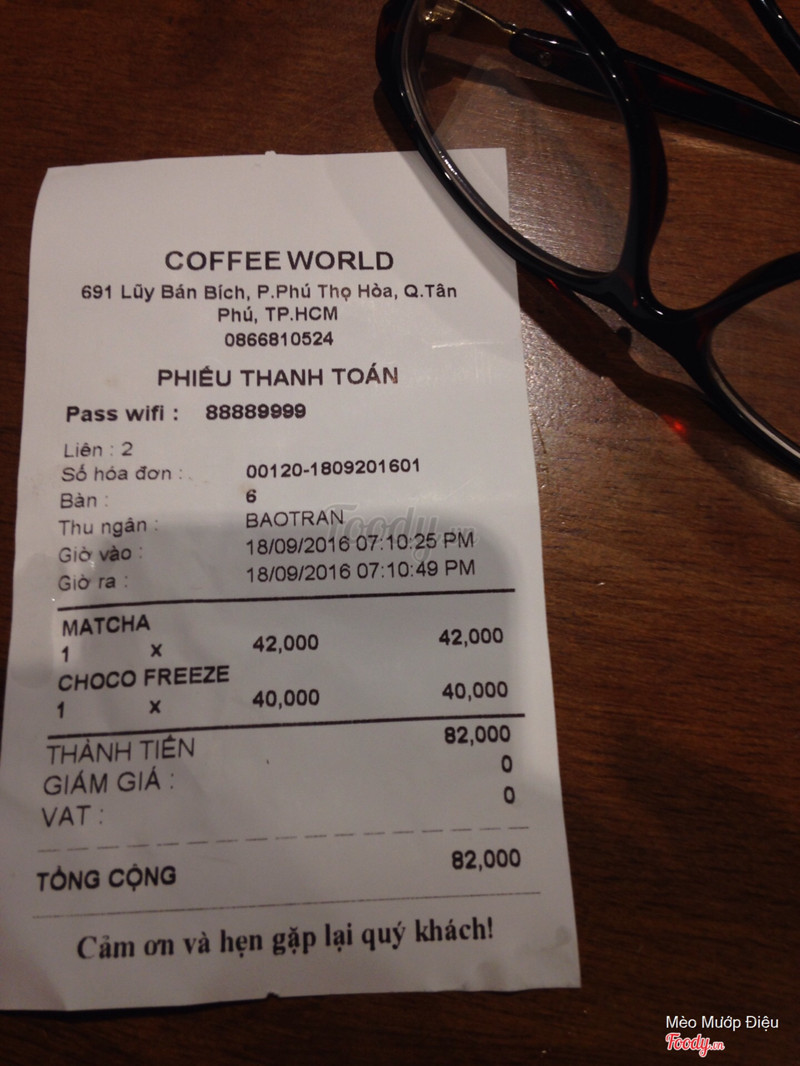 COFFEE WORLD
691 Lũy Bán Bích, P.Phú Thọ Hòa, Q.Tân
Phú, TP.HCM
0866810524
PHIẾU THANH TOÁN
Pass wifi : 88889999
Liên : 2
Số hóa đơn : 00120-1809201601
Bàn : 6
Thu ngân : BAOTRAN
Giờ vào : 18/09/2016 07:10:25 PM
Giờ ra : 18/09/2016 07:10:49 PM
MATCHA
1 X 42,000 42,000
CHOCO FREEZE
1 X 40,000 40,000
THÀNH TIỀN 82,000
GIẢM GIÁ : 0
VAT : 0
TỔNG CỘNG 82,000
Cảm ơn và hẹn gặp lại quý khách!
Foody.vn
Mèo Mướp Điệu
Foody.vn